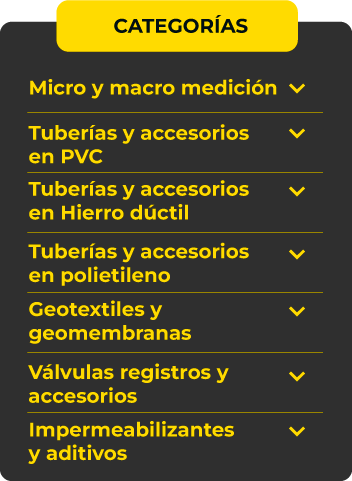 CATEGORÍAS
Micro y macro medición
Tuberías y accesorios
en PVC
Tuberías y accesorios
en Hierro dúctil
Tuberías y accesorios
en polietileno
Geotextiles y
geomembranas
Válvulas registros y
accesorios
Impermeabilizantes
y aditivos